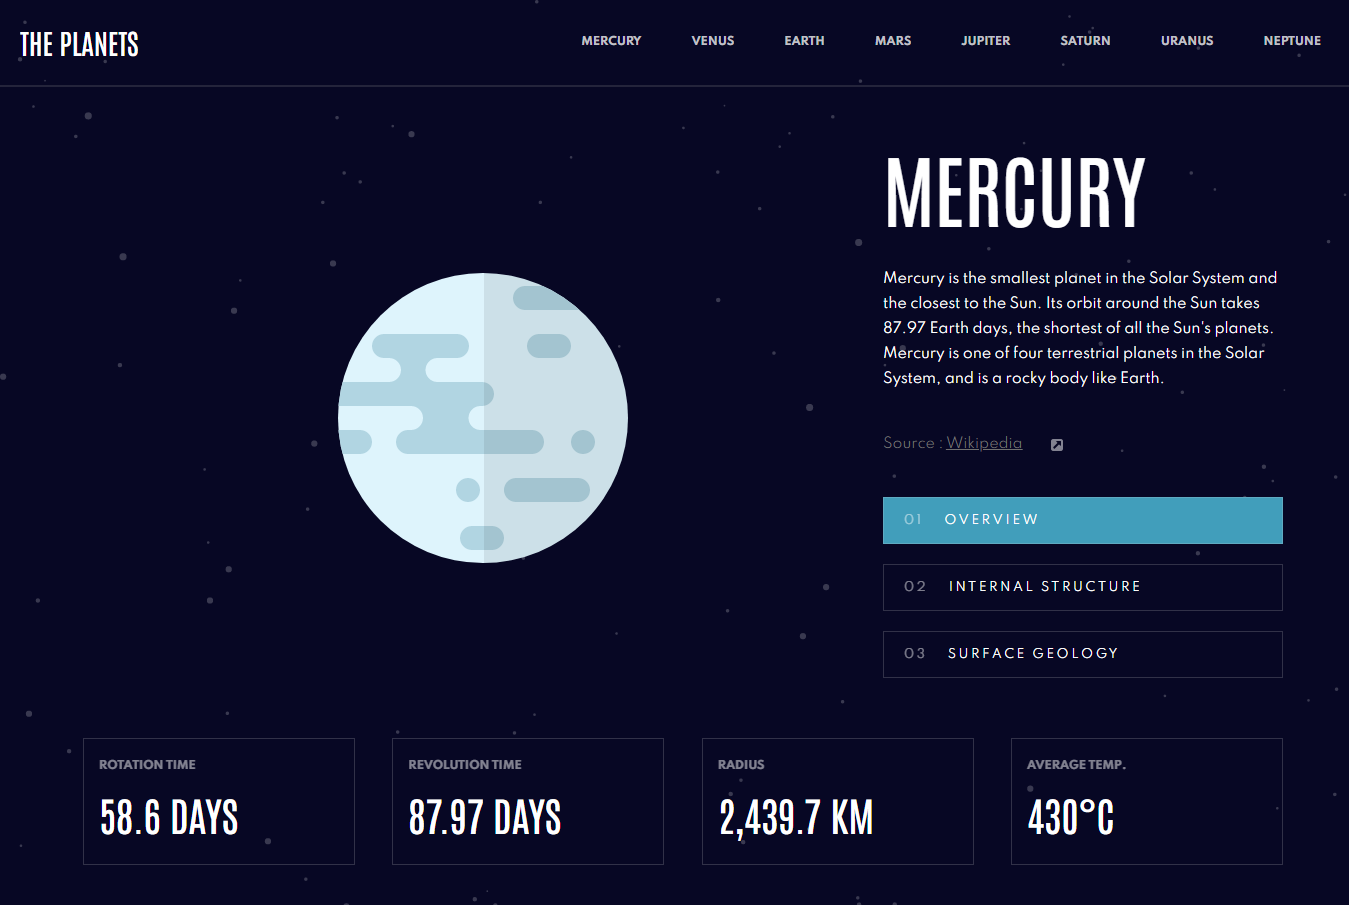 THE PLANETS
MERCURY VENUS EARTH MARS JUPITER SATURN URANUS NEPTUNE
MERCURY
Mercury is the smallest planet in the Solar System and
the closest to the Sun. Its orbit around the Sun takes
87.97 Earth days, the shortest of all the Sun's planets.
Mercury is one of four terrestrial planets in the Solar
System, and is a rocky body like Earth.
Source : Wikipedia
01 OVERVIEW
02 INTERNAL STRUCTURE
03 SURFACE GEOLOGY
ROTATION TIME
58.6 DAYS
REVOLUTION TIME
87.97 DAYS
RADIUS
2,439.7 KM
AVERAGE TEMP.
430°C